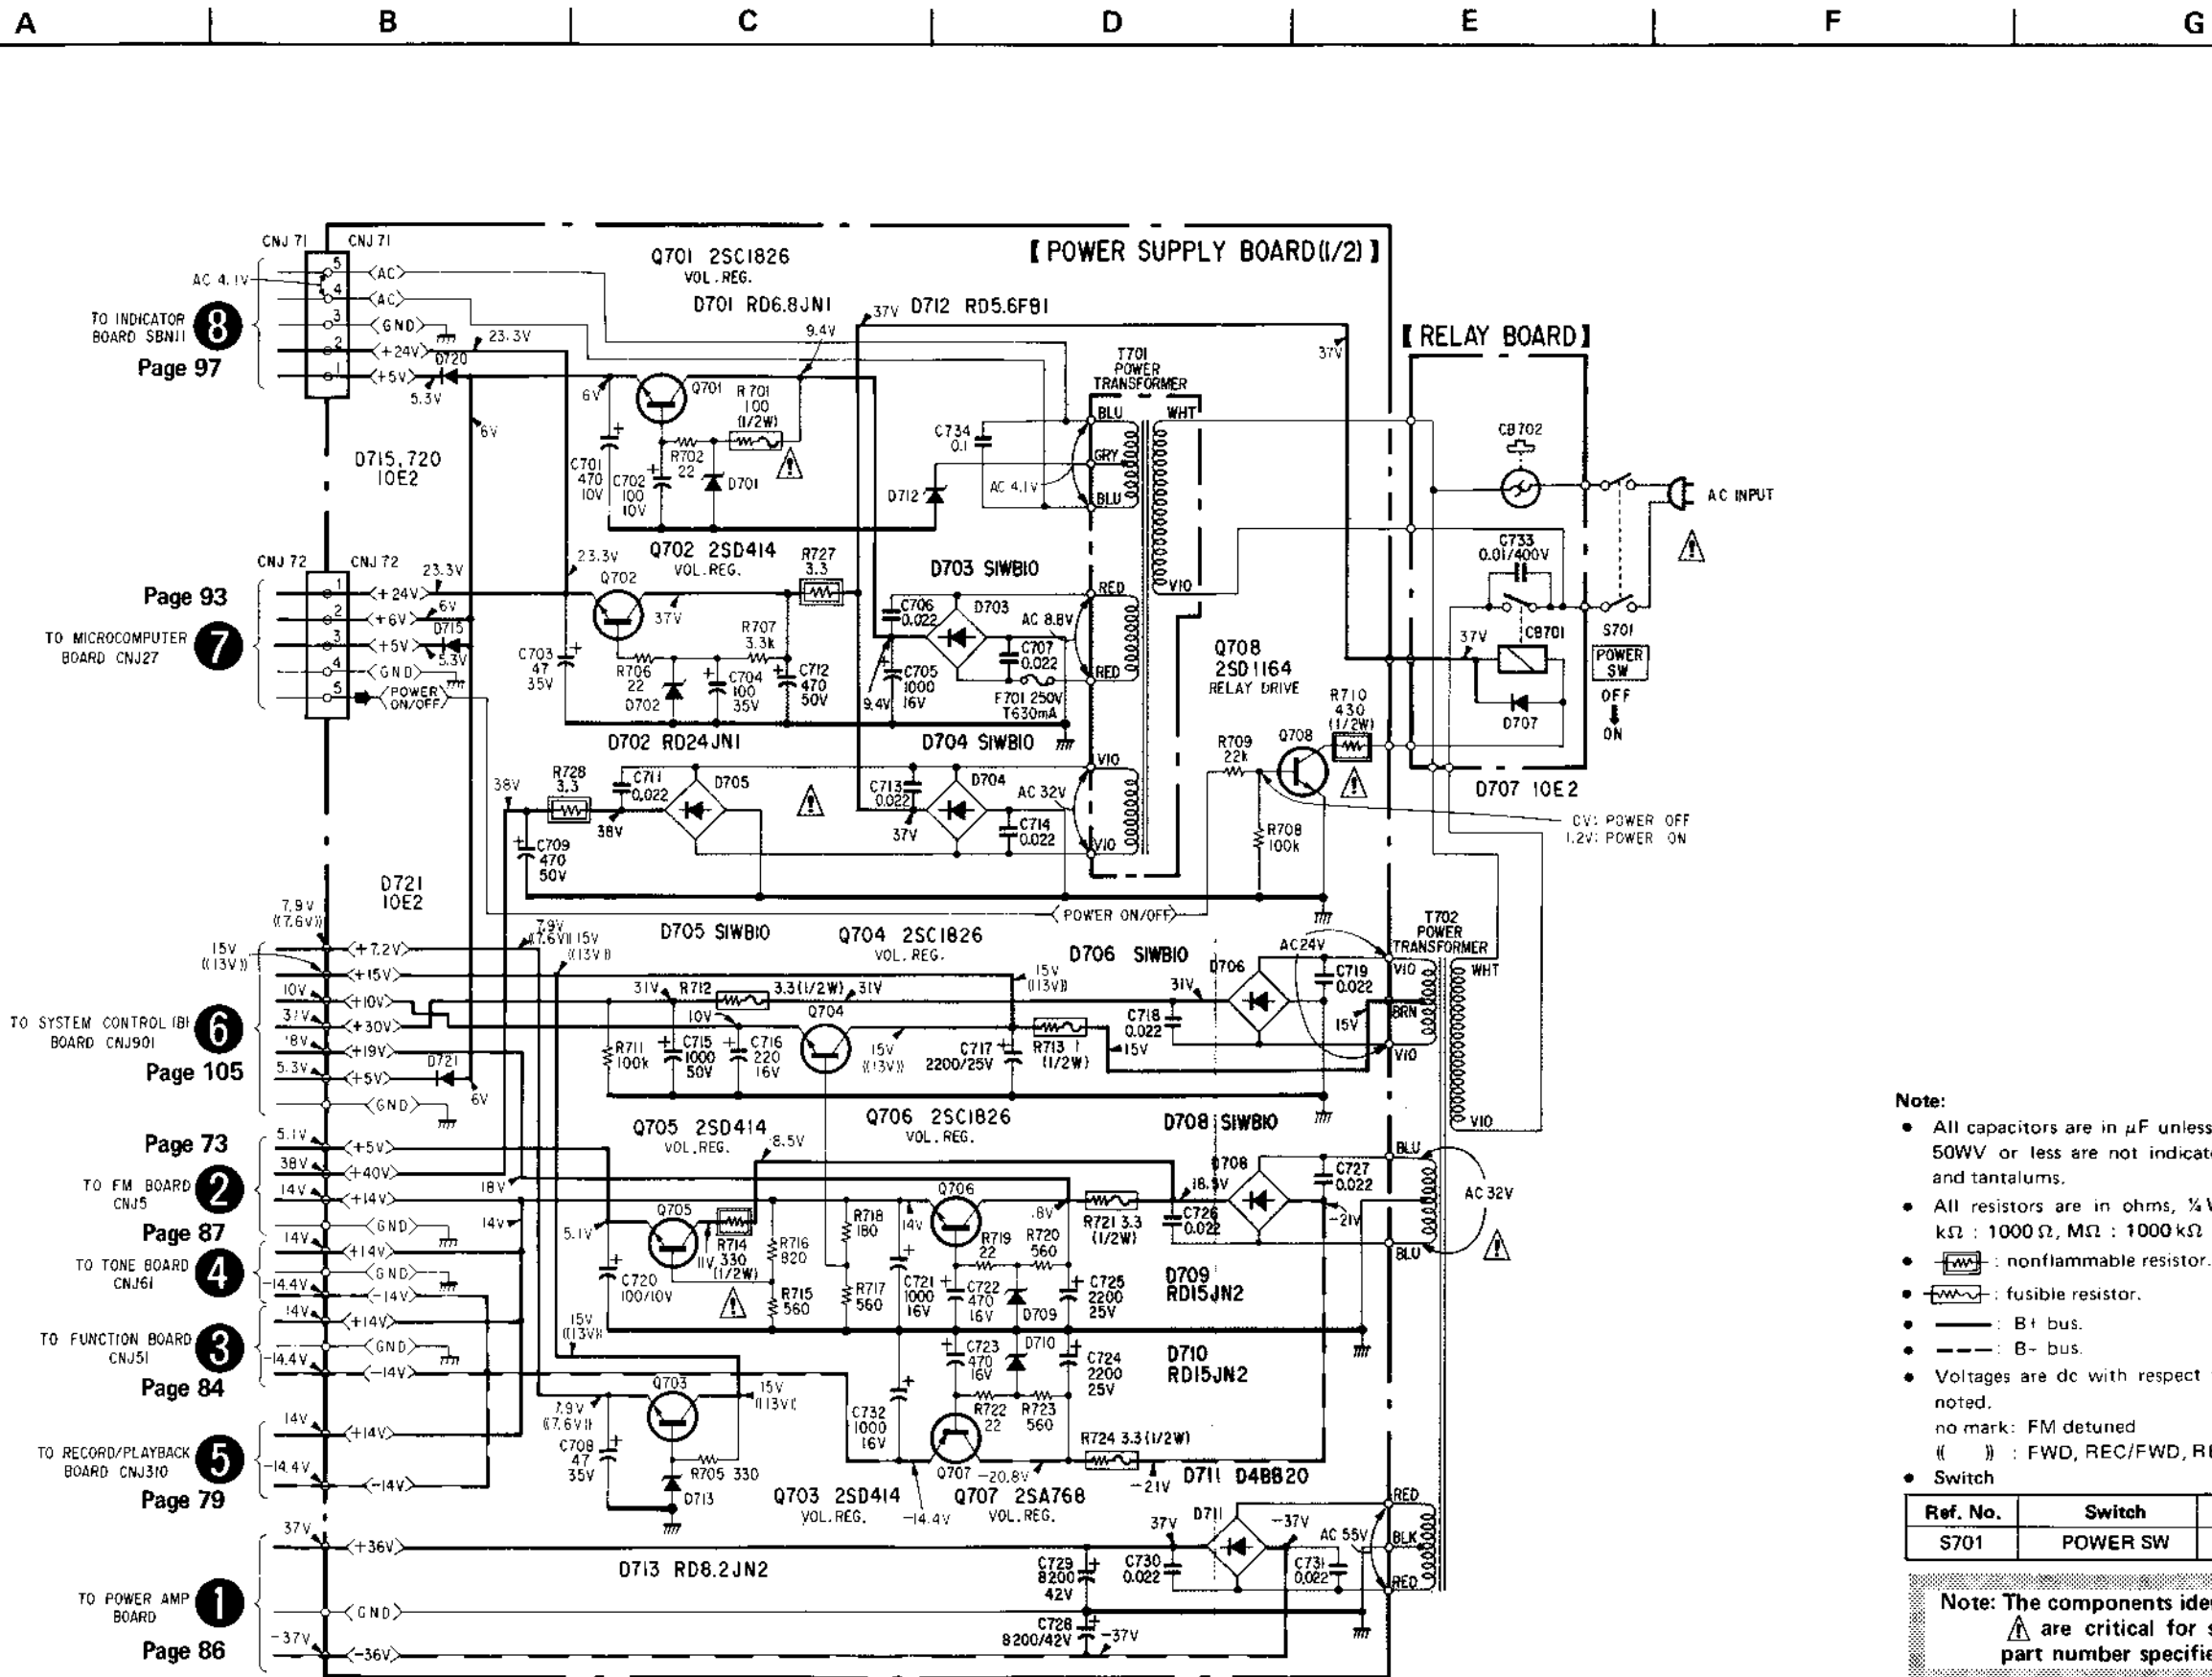 A B C D E F G
【POWER SUPPLY BOARD(1/2)】
CNJ 71 CNJ 71
Q701 2SC1826
VOL. REG.
D701 RD6.8JN1
D712 RD5.6FB1
AC 4.1V
5 <AC>
4 <AC>
3 <GND>
2 <+24V> 23.3V
1 <+5V> D720
5.3V
TO INDICATOR
BOARD SBN11
8
Page 97
6V
D715,720
10E2
9.4V
37V
37V
6V
Q701
R701
100
(1/2W)
R702
22
C701
470
10V
C702
100
10V
D701
C734
0.1
D712
AC 4.1V
T701
POWER
TRANSFORMER
BLU
GRY
BLU
WHT
VIO
【RELAY BOARD】
CB702
AC INPUT
C733
0.01/400V
37V
CB701
S701
POWER
SW
OFF
ON
D707
D707 10E2
Q702 2SD414
VOL. REG.
R727
3.3
D703 S1WB10
CNJ 72 CNJ 72
Page 93
TO MICROCOMPUTER
BOARD CNJ27
7
1 <+24V> 23.3V
2 <+6V> 6V
3 <+5V> D715
5.3V
4 <GND>
5 <POWER
ON/OFF>
23.3V
Q702
37V
R707
3.3k
R706
22
D702
C703
47
35V
C704
100
35V
C712
470
50V
C706
0.022
D703
AC 8.8V
C707
0.022
C705
1000
16V
9.4V
F701 250V
T630mA
RED
RED
D702 RD24JN1
D704 S1WB10
Q708
2SD1164
RELAY DRIVE
R710
430
(1/2W)
R709
22k
Q708
R708
100k
0V: POWER OFF
1.2V: POWER ON
38V
R728
3.3
C711
0.022
D705
38V
C709
470
50V
C713
0.022
D704
37V
AC 32V
C714
0.022
VIO
VIO
D721
10E2
<POWER ON/OFF>
D705 S1WB10
Q704 2SC1826
VOL. REG.
D706 S1WB10
T702
POWER
TRANSFORMER
7.9V
((7.6V))
15V
((13V))
<+7.2V>
<+15V>
10V <+10V>
31V <+30V>
18V <+19V>
5.3V <+5V> D721
<GND> 6V
TO SYSTEM CONTROL (B)
BOARD CNJ901
6
Page 105
7.9V
((7.6V))
15V
((13V))
31V R712 3.3(1/2W) 31V
10V
Q704
R711
100k
C715
1000
50V
C716
220
16V
15V
((13V))
15V
((13V))
C717
2200/25V
R713 1
(1/2W)
15V
31V
D706
C718
0.022
AC24V
C719
0.022
15V
VIO
BRN
VIO
WHT
VIO
Q705 2SD414
VOL. REG.
Q706 2SC1826
VOL. REG.
D708 S1WB10
Page 73
TO FM BOARD
CNJ5
2
5.1V <+5V>
38V <+40V>
14V <+14V>
<GND>
18V
14V
Page 87
TO TONE BOARD
CNJ61
4
14V <+14V>
<GND>
-14.4V <-14V>
TO FUNCTION BOARD
CNJ51
3
14V <+14V>
<GND>
-14.4V <-14V>
Page 84
TO RECORD/PLAYBACK
BOARD CNJ310
5
14V <+14V>
-14.4V <-14V>
Page 79
5.1V
Q705
11V
R714
330
(1/2W)
C720
100/10V
R716
820
R715
560
R718
180
R717
560
14V
C721
1000
16V
Q706
R719
22
C722
470
16V
D709
R720
560
C725
2200
25V
R721 3.3
(1/2W)
C726
0.022
D708
C727
0.022
-21V
BLU
BLU
AC 32V
D709
RD15JN2
D710
RD15JN2
C723
470
16V
D710
C724
2200
25V
R722
22
R723
560
C732
1000
16V
Q707 -20.8V
R724 3.3(1/2W)
-21V
D711 D4BB20
15V
((13V))
Q703
7.9V
((7.6V))
C708
47
35V
R705 330
D713
15V
((13V))
Q703 2SD414
VOL. REG.
-14.4V
Q707 2SA768
VOL. REG.
D713 RD8.2JN2
TO POWER AMP
BOARD
1
Page 86
37V <+36V>
<GND>
-37V <-36V>
C729
8200
42V
C730
0.022
37V
D711
-37V
AC 55V
C731
0.022
C728
8200/42V
-37V
RED
BLK
RED
Note:
• All capacitors are in μF unless
50WV or less are not
and tantalums.
• All resistors are in ohms,
kΩ : 1000 Ω, MΩ : 1000 kΩ
• : nonflammable resistor.
• : fusible resistor.
• : B+ bus.
• : B- bus.
• Voltages are dc with respect
noted.
no mark: FM detuned
(( )) : FWD, REC/FWD,
• Switch
Ref. No. Switch
S701 POWER SW
Note: The components
are critical for
part number